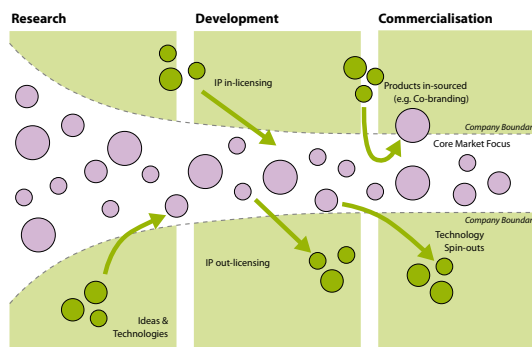 Research
Development
Commercialisation
IP in-licensing
Products in-sourced
(e.g. Co-branding)
Company Boundar
Core Market Focus
Company Boundar
Technology
Spin-outs
IP out-licensing
Ideas &
Technologies